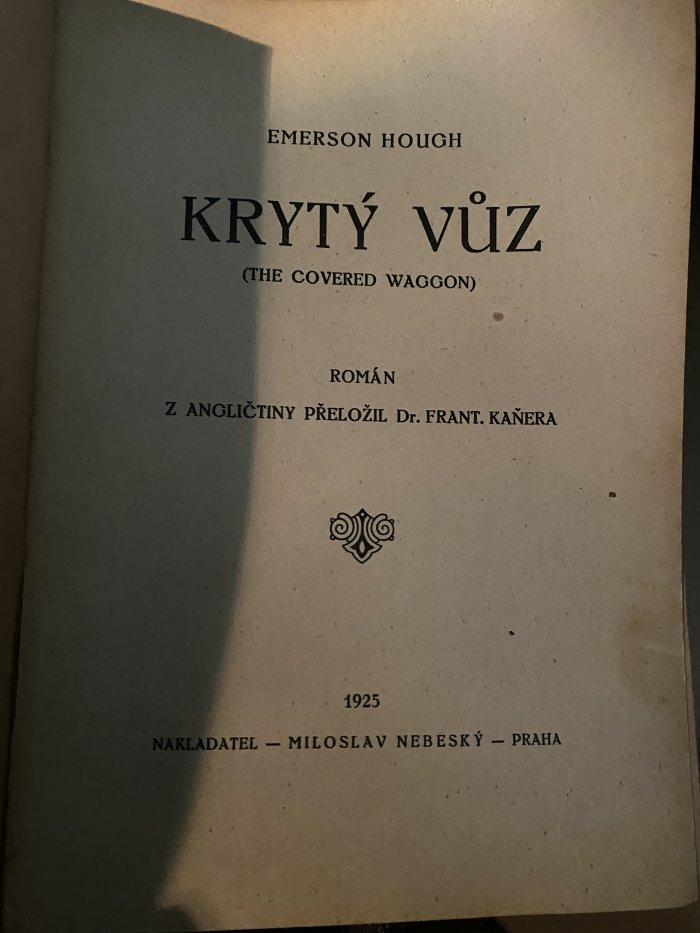 EMERSON HOUGH
KRYTÝ VŮZ
(THE COVERED WAGGON)
ROMÁN
Z ANGLIČTINY PŘELOŽIL Dr. FRANT. KAŇERA
1925
NAKLADATEL — MILOSLAV NEBESKÝ — PRAHA